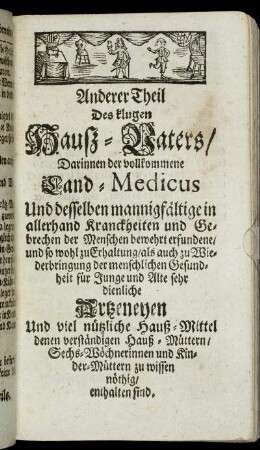 Anderer Theil
Des klugen
Hauß-Vaters/
Darinnen der vollkommene
Land-Medicus
Und desselben mannigfältige in
allerhand Kranckheiten und Ge-
brechen der Menschen bewehrt erfundene/
und so wohl zu Erhaltung/ als auch zu Wie-
derbringung der menschlichen Gesund-
heit für Junge und Alte sehr
dienliche
Artzeneyen
Und viel nützliche Hauß-Mittel
denen verständigen Hauß-Müttern/
Sechs-Wöchnerinnen und Kin-
der-Müttern zu wissen
nöthig/
enthalten sind.